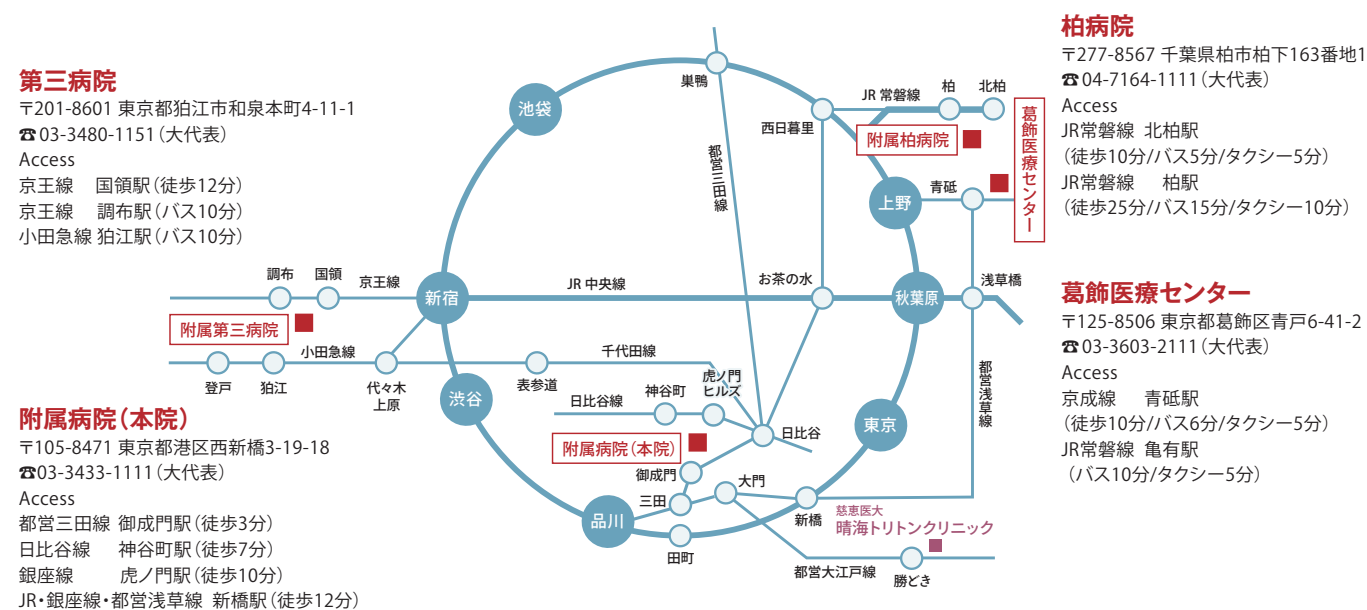 第三病院
〒201-8601 東京都狛江市和泉本町4-11-1
☎03-3480-1151（大代表）
Access
京王線　国領駅（徒歩12分）
京王線　調布駅（バス10分）
小田急線 狛江駅（バス10分）
附属病院（本院）
〒105-8471 東京都港区西新橋3-19-18
☎03-3433-1111（大代表）
Access
都営三田線 御成門駅（徒歩3分）
日比谷線　神谷町駅（徒歩7分）
銀座線　虎ノ門駅（徒歩10分）
JR・銀座線・都営浅草線 新橋駅（徒歩12分）
巣鴨
池袋
西日暮里
JR 常磐線
柏
北柏
附属柏病院
葛飾医療センター
都営三田線
上野
青砥
調布
国領
京王線
新宿
JR 中央線
お茶の水
秋葉原
浅草橋
附属第三病院
小田急線
千代田線
登戸
狛江
代々木
上原
表参道
渋谷
日比谷線
神谷町
虎ノ門
ヒルズ
都営浅草線
附属病院（本院）
日比谷
東京
御成門
三田
大門
品川
田町
新橋
慈恵医大
晴海トリトンクリニック
都営大江戸線
勝どき
柏病院
〒277-8567 千葉県柏市柏下163番地1
☎04-7164-1111（大代表）
Access
JR常磐線 北柏駅
（徒歩10分/バス5分/タクシー5分）
JR常磐線　柏駅
（徒歩25分/バス15分/タクシー10分）
葛飾医療センター
〒125-8506 東京都葛飾区青戸6-41-2
☎03-3603-2111（大代表）
Access
京成線　青砥駅
（徒歩10分/バス6分/タクシー5分）
JR常磐線 亀有駅
（バス10分/タクシー5分）